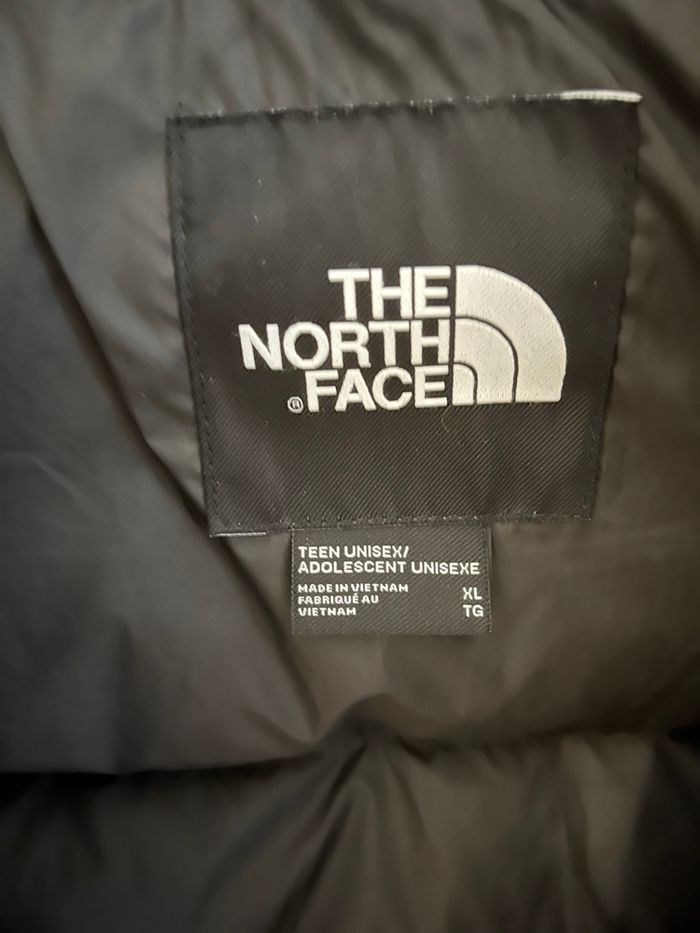 THE
NORTH
® FACE
TEEN UNISEX/
ADOLESCENT UNISEXE
MADE IN VIETNAM
FABRIQUÉ AU
VIETNAM
XL
TG